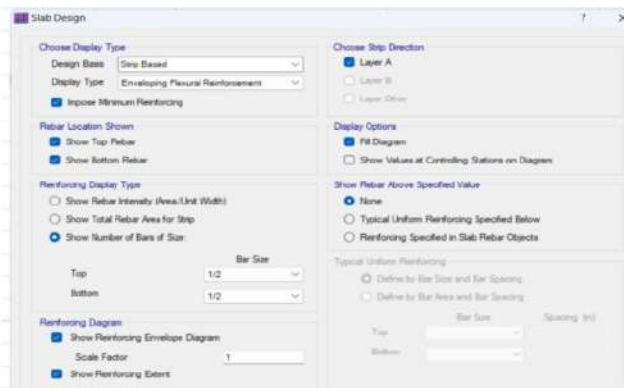 Slab Design
?
Choose Display Type
Design Basis
Strip Based
Display Type
Enveloping Flexural Reinforcement
Impose Minimum Reinforcing
Rebar Location Shown
Show Top Rebar
Show Bottom Rebar
Reinforcing Display Type
Show Rebar Intensity (Area/Unit Width)
Show Total Rebar Area for Strip
Show Number of Bars of Size:
Bar Size
Top
1/2
Bottom
1/2
Reinforcing Diagram
Show Reinforcing Envelope Diagram
Scale Factor
1
Show Reinforcing Extent
Choose Strip Direction
Layer A
Layer B
Layer Other
Display Options
Fill Diagram
Show Values at Controlling Stations on Diagram
Show Rebar Above Specified Value
None
Typical Uniform Reinforcing Specified Below
Reinforcing Specified in Slab Rebar Objects
Typical Uniform Reinforcing
Define by Bar Size and Bar Spacing
Define by Bar Area and Bar Spacing
Bar Size
Spacing (m)
Top
Bottom